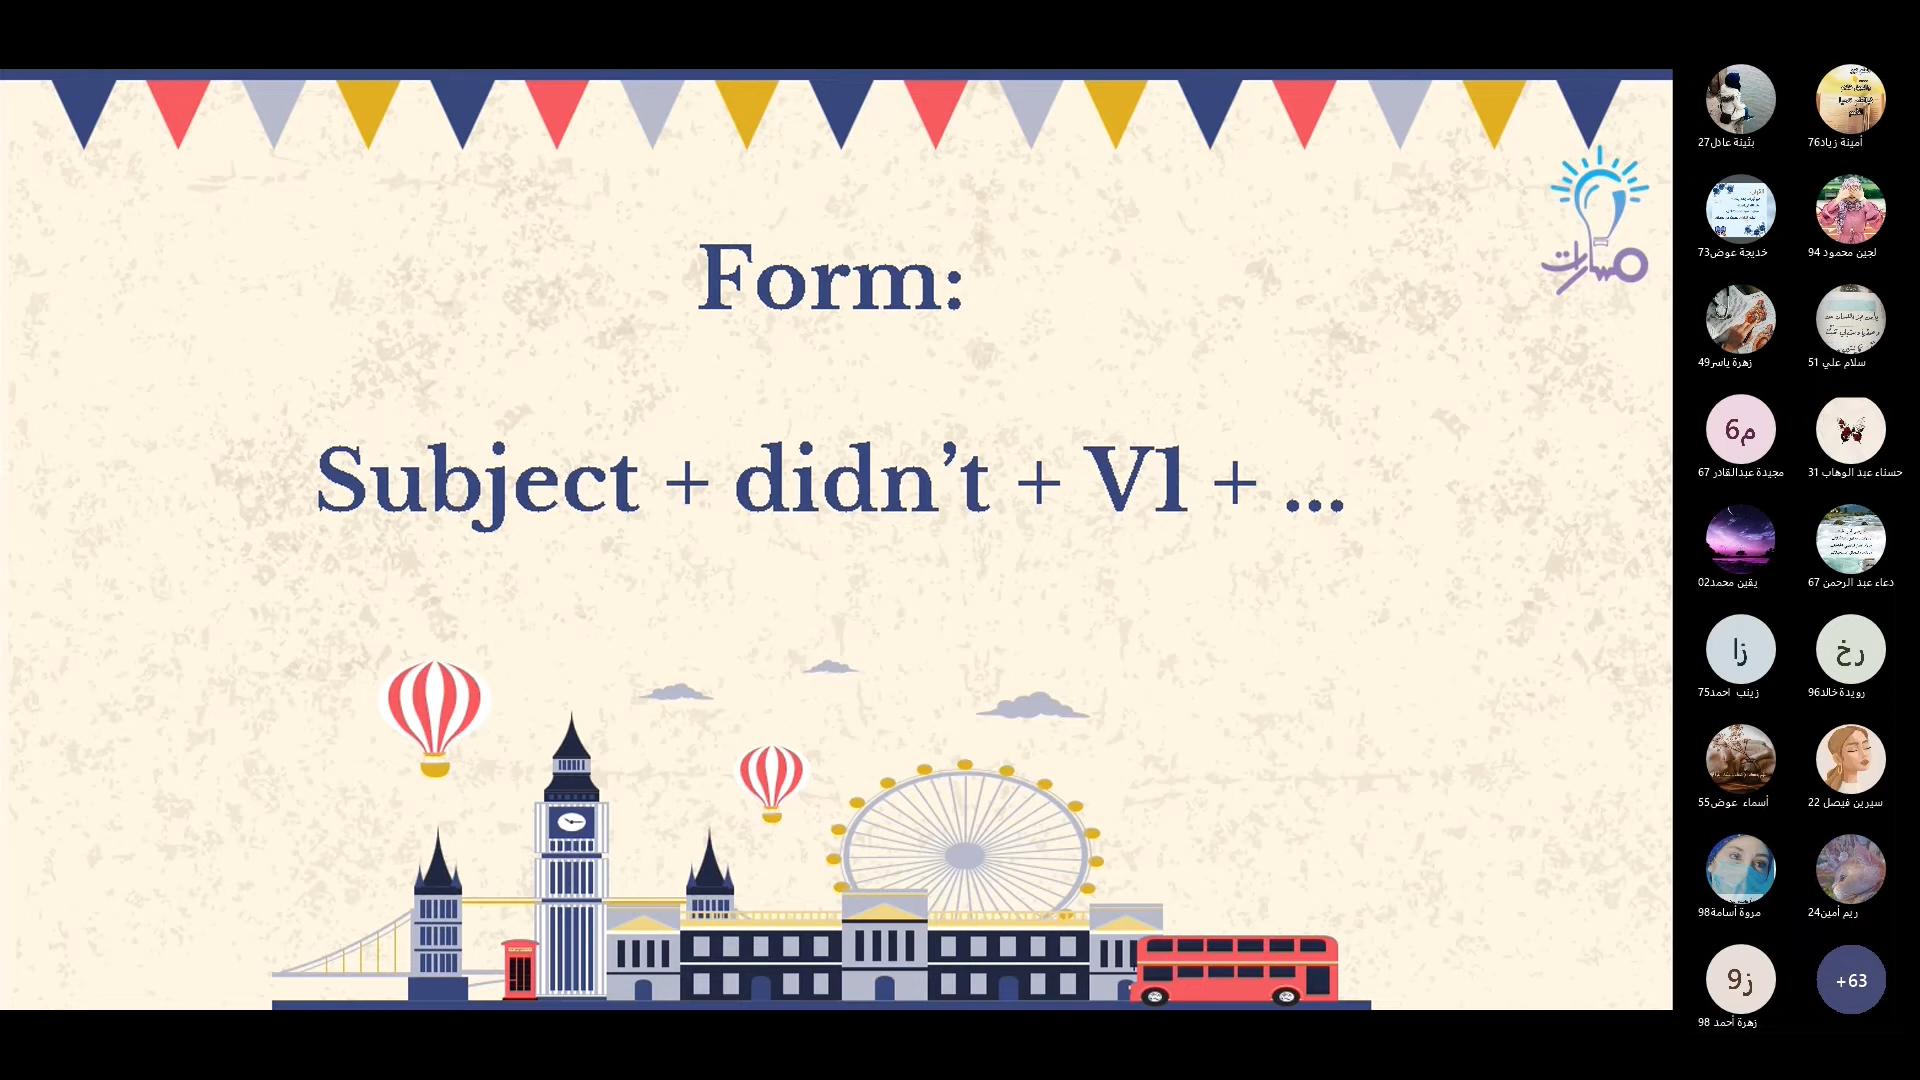 Form:
Subject + didn’t + V1 + ...
مسارات
بثينة عادل27
أمينة زياد76
خديجة عوض73
لجين محمود 94
زهرة ياسر49
سلام علي 51
م6
مجيدة عبدالقادر 67
حسناء عبد الوهاب 31
يقين محمد02
دعاء عبد الرحمن 67
زا
زينب احمد75
رخ
رويدة خالد96
أسماء عوض55
سيرين فيصل 22
مروة أسامة98
ريم أمين24
ز9
زهرة أحمد 98
+63